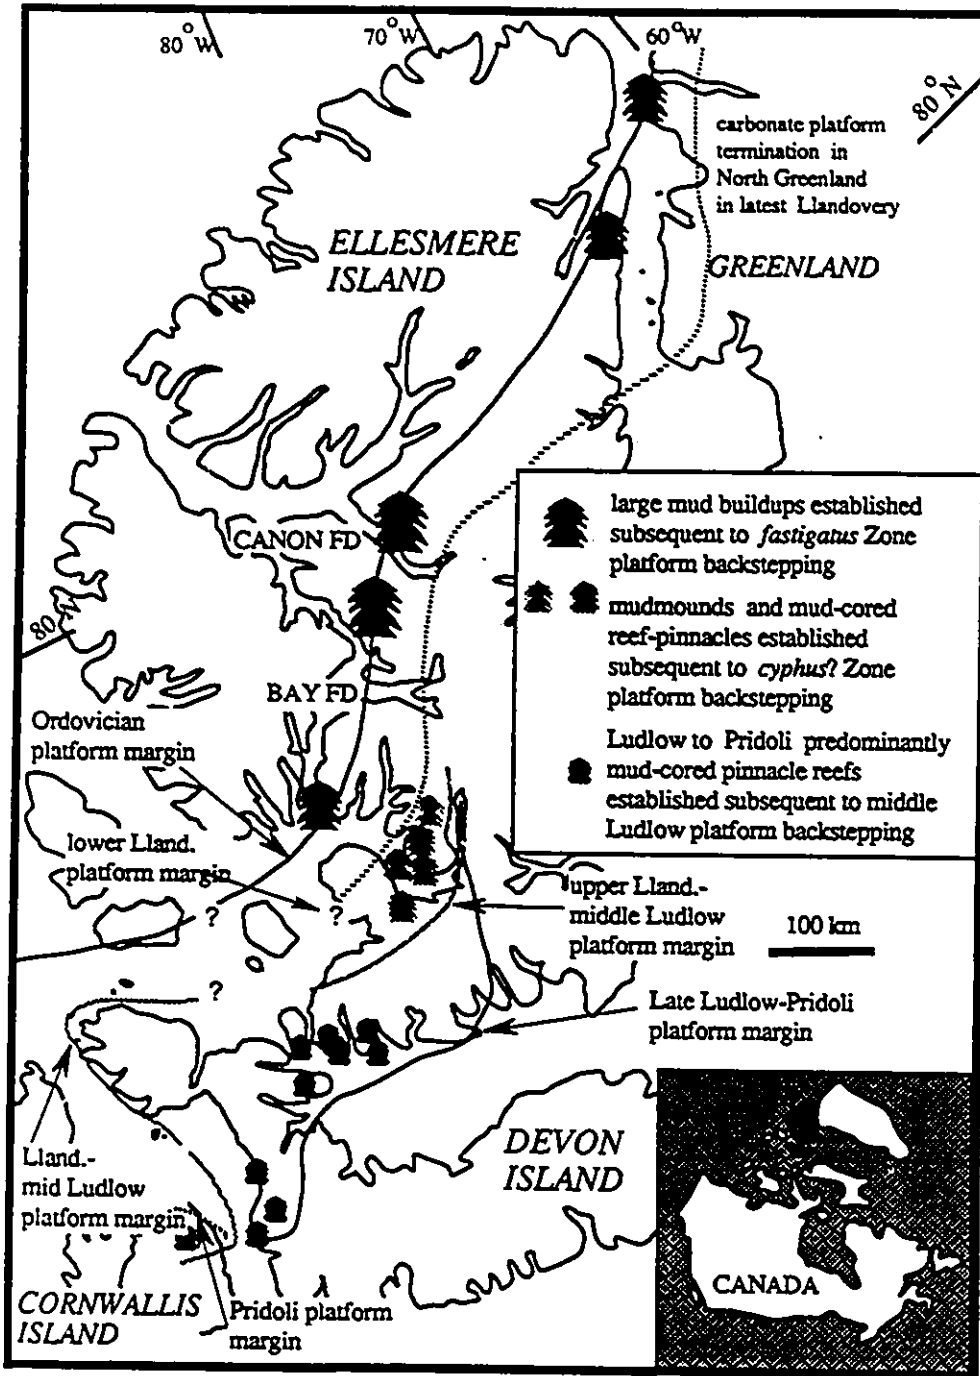 80°W
70°W
60°W
80°N
carbonate platform
termination in
North Greenland
in latest Llandovery
ELLESMERE
ISLAND
GREENLAND
CANON FD
80
BAY FD
large mud buildups established
subsequent to fastigatus Zone
platform backstepping
mudmounds and mud-cored
reef-pinnacles established
subsequent to cyphus? Zone
platform backstepping
Ludlow to Pridoli predominantly
mud-cored pinnacle reefs
established subsequent to middle
Ludlow platform backstepping
Ordovician
platform margin
lower Lland.
platform margin
?
?
?
upper Lland.-
middle Ludlow
platform margin
100 km
Late Ludlow-Pridoli
platform margin
Lland.-
mid Ludlow
platform margin
DEVON
ISLAND
CORNWALLIS
ISLAND
Pridoli platform
margin
CANADA